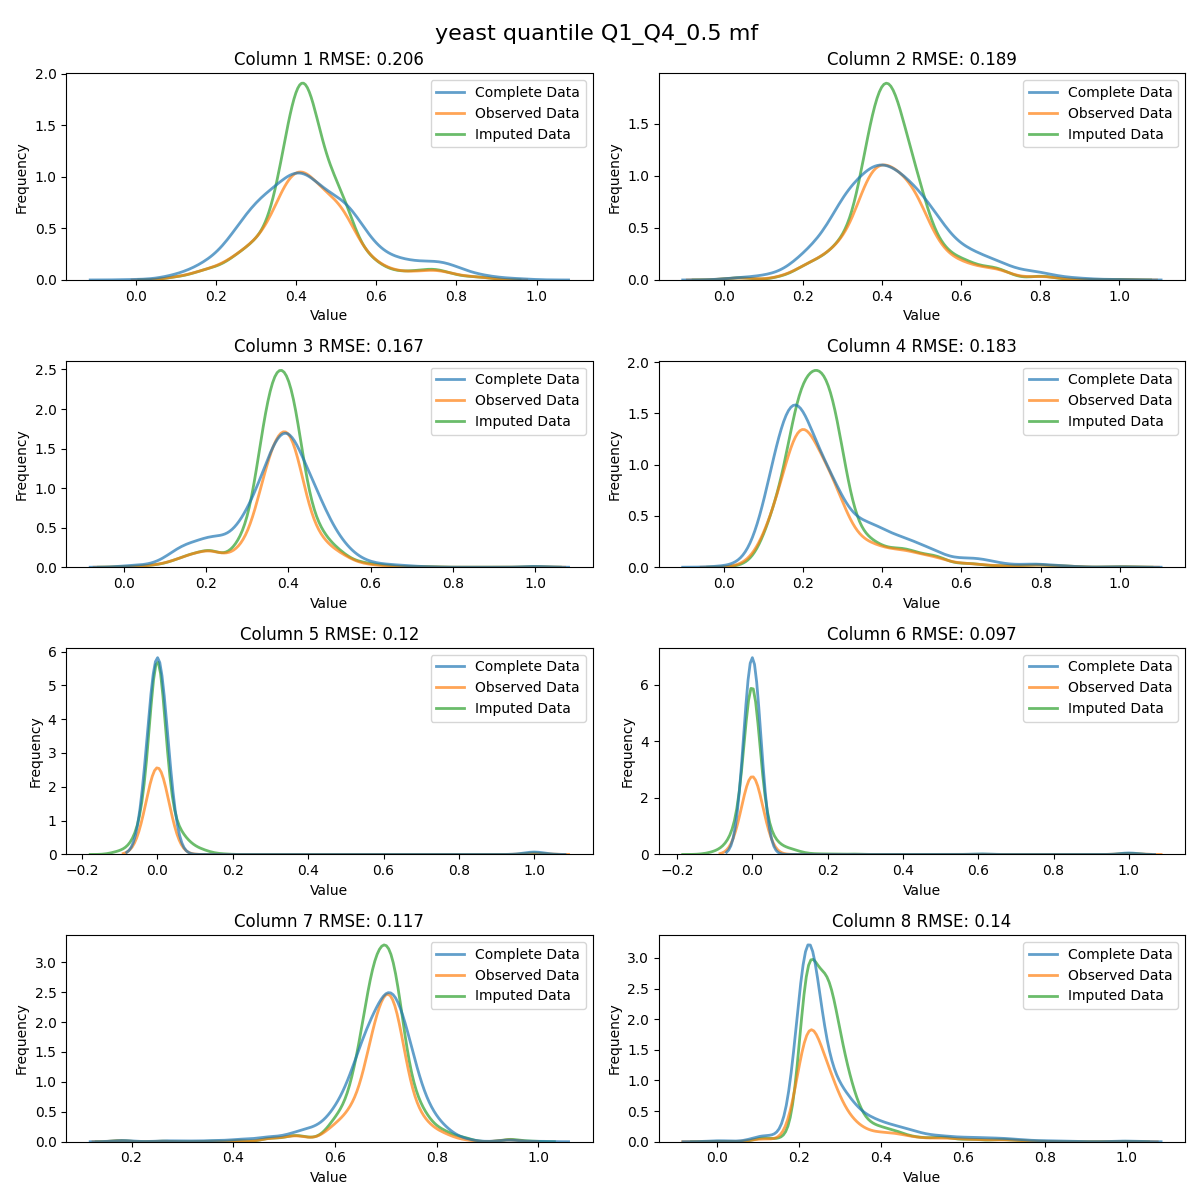 yeast quantile Q1_Q4_0.5 mf
Column 1 RMSE: 0.206
2.0
1.5
1.0
0.5
0.0
Frequency
Complete Data
Observed Data
Imputed Data
0.0 0.2 0.4 0.6 0.8 1.0
Value
Column 2 RMSE: 0.189
1.5
1.0
0.5
0.0
Frequency
Complete Data
Observed Data
Imputed Data
0.0 0.2 0.4 0.6 0.8 1.0
Value
Column 3 RMSE: 0.167
2.5
2.0
1.5
1.0
0.5
0.0
Frequency
Complete Data
Observed Data
Imputed Data
0.0 0.2 0.4 0.6 0.8 1.0
Value
Column 4 RMSE: 0.183
2.0
1.5
1.0
0.5
0.0
Frequency
Complete Data
Observed Data
Imputed Data
0.0 0.2 0.4 0.6 0.8 1.0
Value
Column 5 RMSE: 0.12
6
5
4
3
2
1
0
Frequency
Complete Data
Observed Data
Imputed Data
−0.2 0.0 0.2 0.4 0.6 0.8 1.0
Value
Column 6 RMSE: 0.097
6
4
2
0
Frequency
Complete Data
Observed Data
Imputed Data
−0.2 0.0 0.2 0.4 0.6 0.8 1.0
Value
Column 7 RMSE: 0.117
3.0
2.5
2.0
1.5
1.0
0.5
0.0
Frequency
Complete Data
Observed Data
Imputed Data
0.2 0.4 0.6 0.8 1.0
Value
Column 8 RMSE: 0.14
3.0
2.5
2.0
1.5
1.0
0.5
0.0
Frequency
Complete Data
Observed Data
Imputed Data
0.0 0.2 0.4 0.6 0.8 1.0
Value